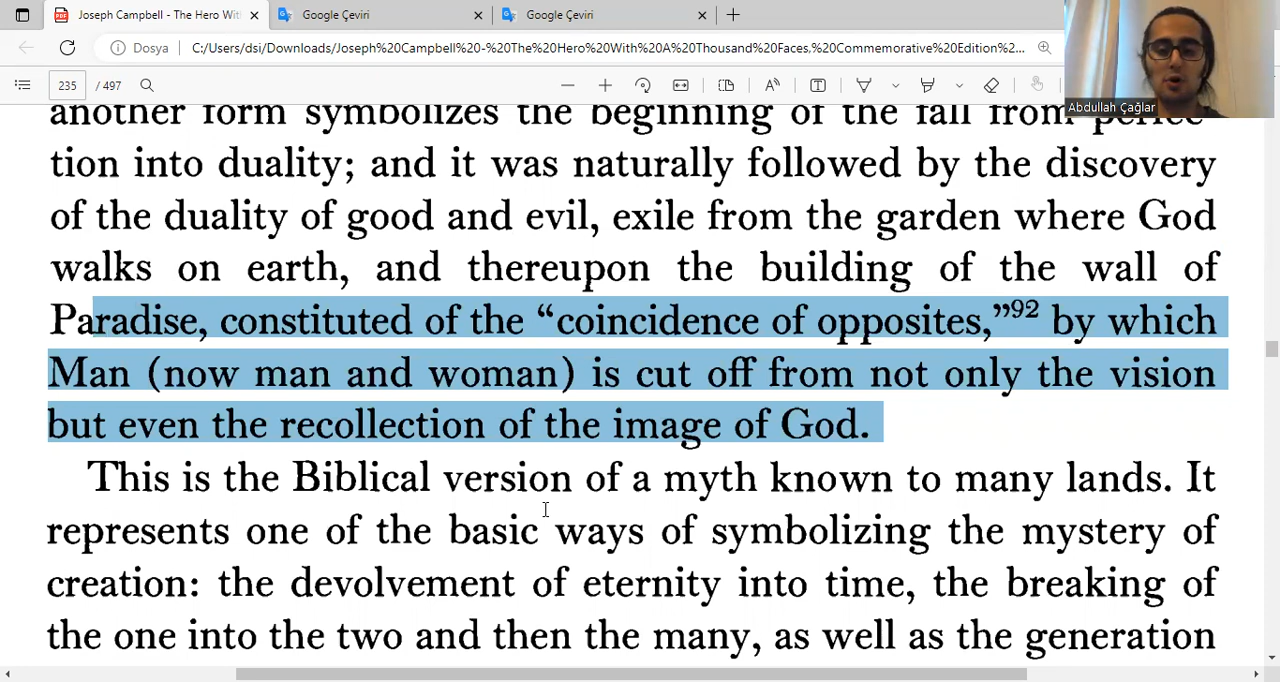 Joseph Campbell - The Hero Wit
Google Çeviri
Google Çeviri
Dosya
C:/Users/dsi/Downloads/Joseph%20Campbell%20-%20The%20Hero%20With%20A%20Thousand%20Faces,%20Commemorative%20Edition%20...
235 / 497
Abdullah Çağlar
another form symbolizes the beginning of the fall from perfec-
tion into duality; and it was naturally followed by the discovery
of the duality of good and evil, exile from the garden where God
walks on earth, and thereupon the building of the wall of
Paradise, constituted of the “coincidence of opposites,”92 by which
Man (now man and woman) is cut off from not only the vision
but even the recollection of the image of God.
This is the Biblical version of a myth known to many lands. It
represents one of the basic ways of symbolizing the mystery of
creation: the devolvement of eternity into time, the breaking of
the one into the two and then the many, as well as the generation